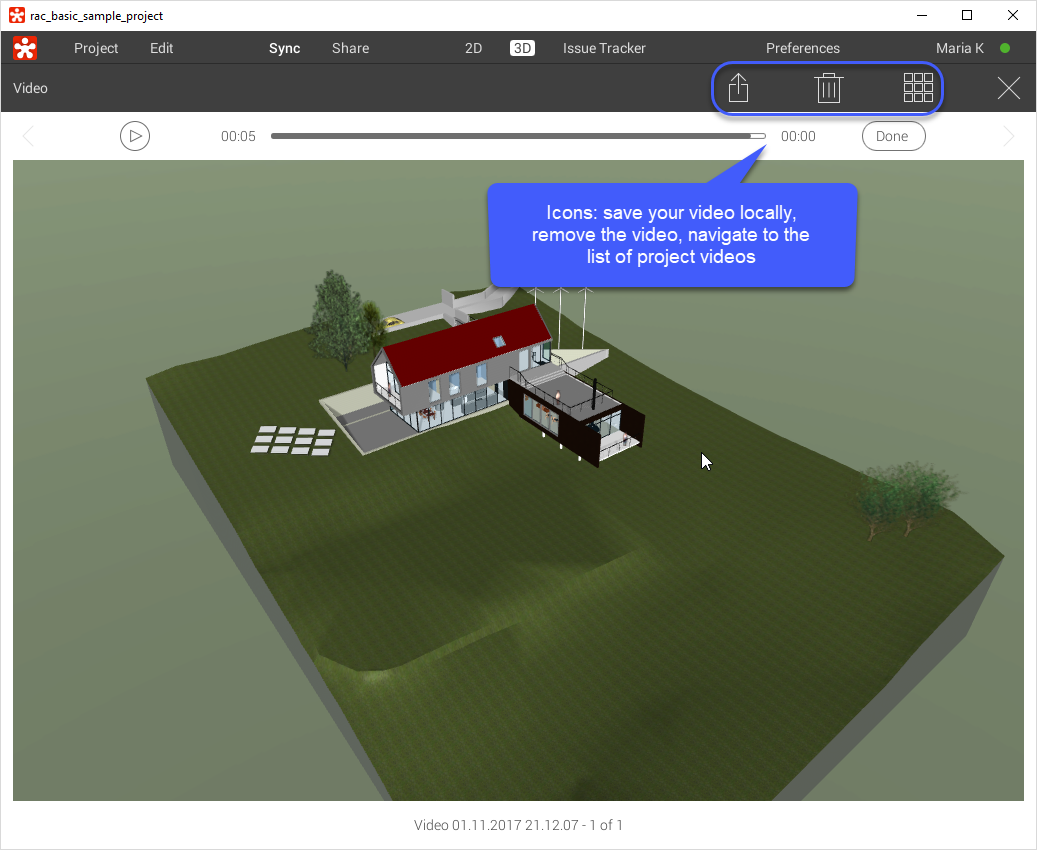 rac_basic_sample_project
Project Edit Sync Share 2D 3D Issue Tracker Preferences Maria K
Video
00:05 00:00 Done
Icons: save your video locally,
remove the video, navigate to the
list of project videos
Video 01.11.2017 21.12.07 - 1 of 1